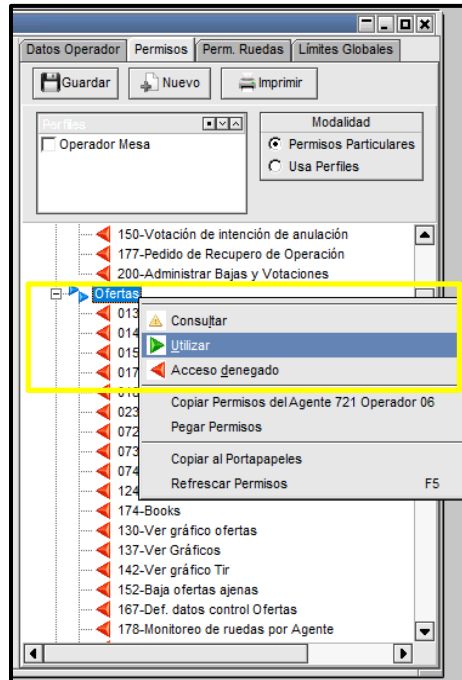 Datos Operador Permisos Perm. Ruedas Límites Globales
Guardar Nuevo Imprimir
Perfiles
Operador Mesa
Modalidad
Permisos Particulares
Usa Perfiles
150-Votación de intención de anulación
177-Pedido de Recupero de Operación
200-Administrar Bajas y Votaciones
Ofertas
013
014
015
017
018
023
072
073
074
124
Consultar
Utilizar
Acceso denegado
Copiar Permisos del Agente 721 Operador 06
Pegar Permisos
Copiar al Portapapeles
Refrescar Permisos F5
174-Books
130-Ver gráfico ofertas
137-Ver Gráficos
142-Ver gráfico Tir
152-Baja ofertas ajenas
167-Def. datos control Ofertas
178-Monitoreo de ruedas por Agente